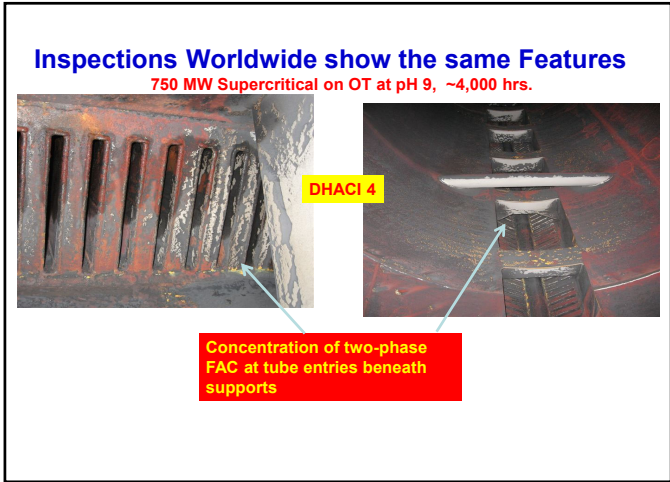 Inspections Worldwide show the same Features
750 MW Supercritical on OT at pH 9,  ~4,000 hrs.
DHACI 4
Concentration of two-phase
FAC at tube entries beneath
supports